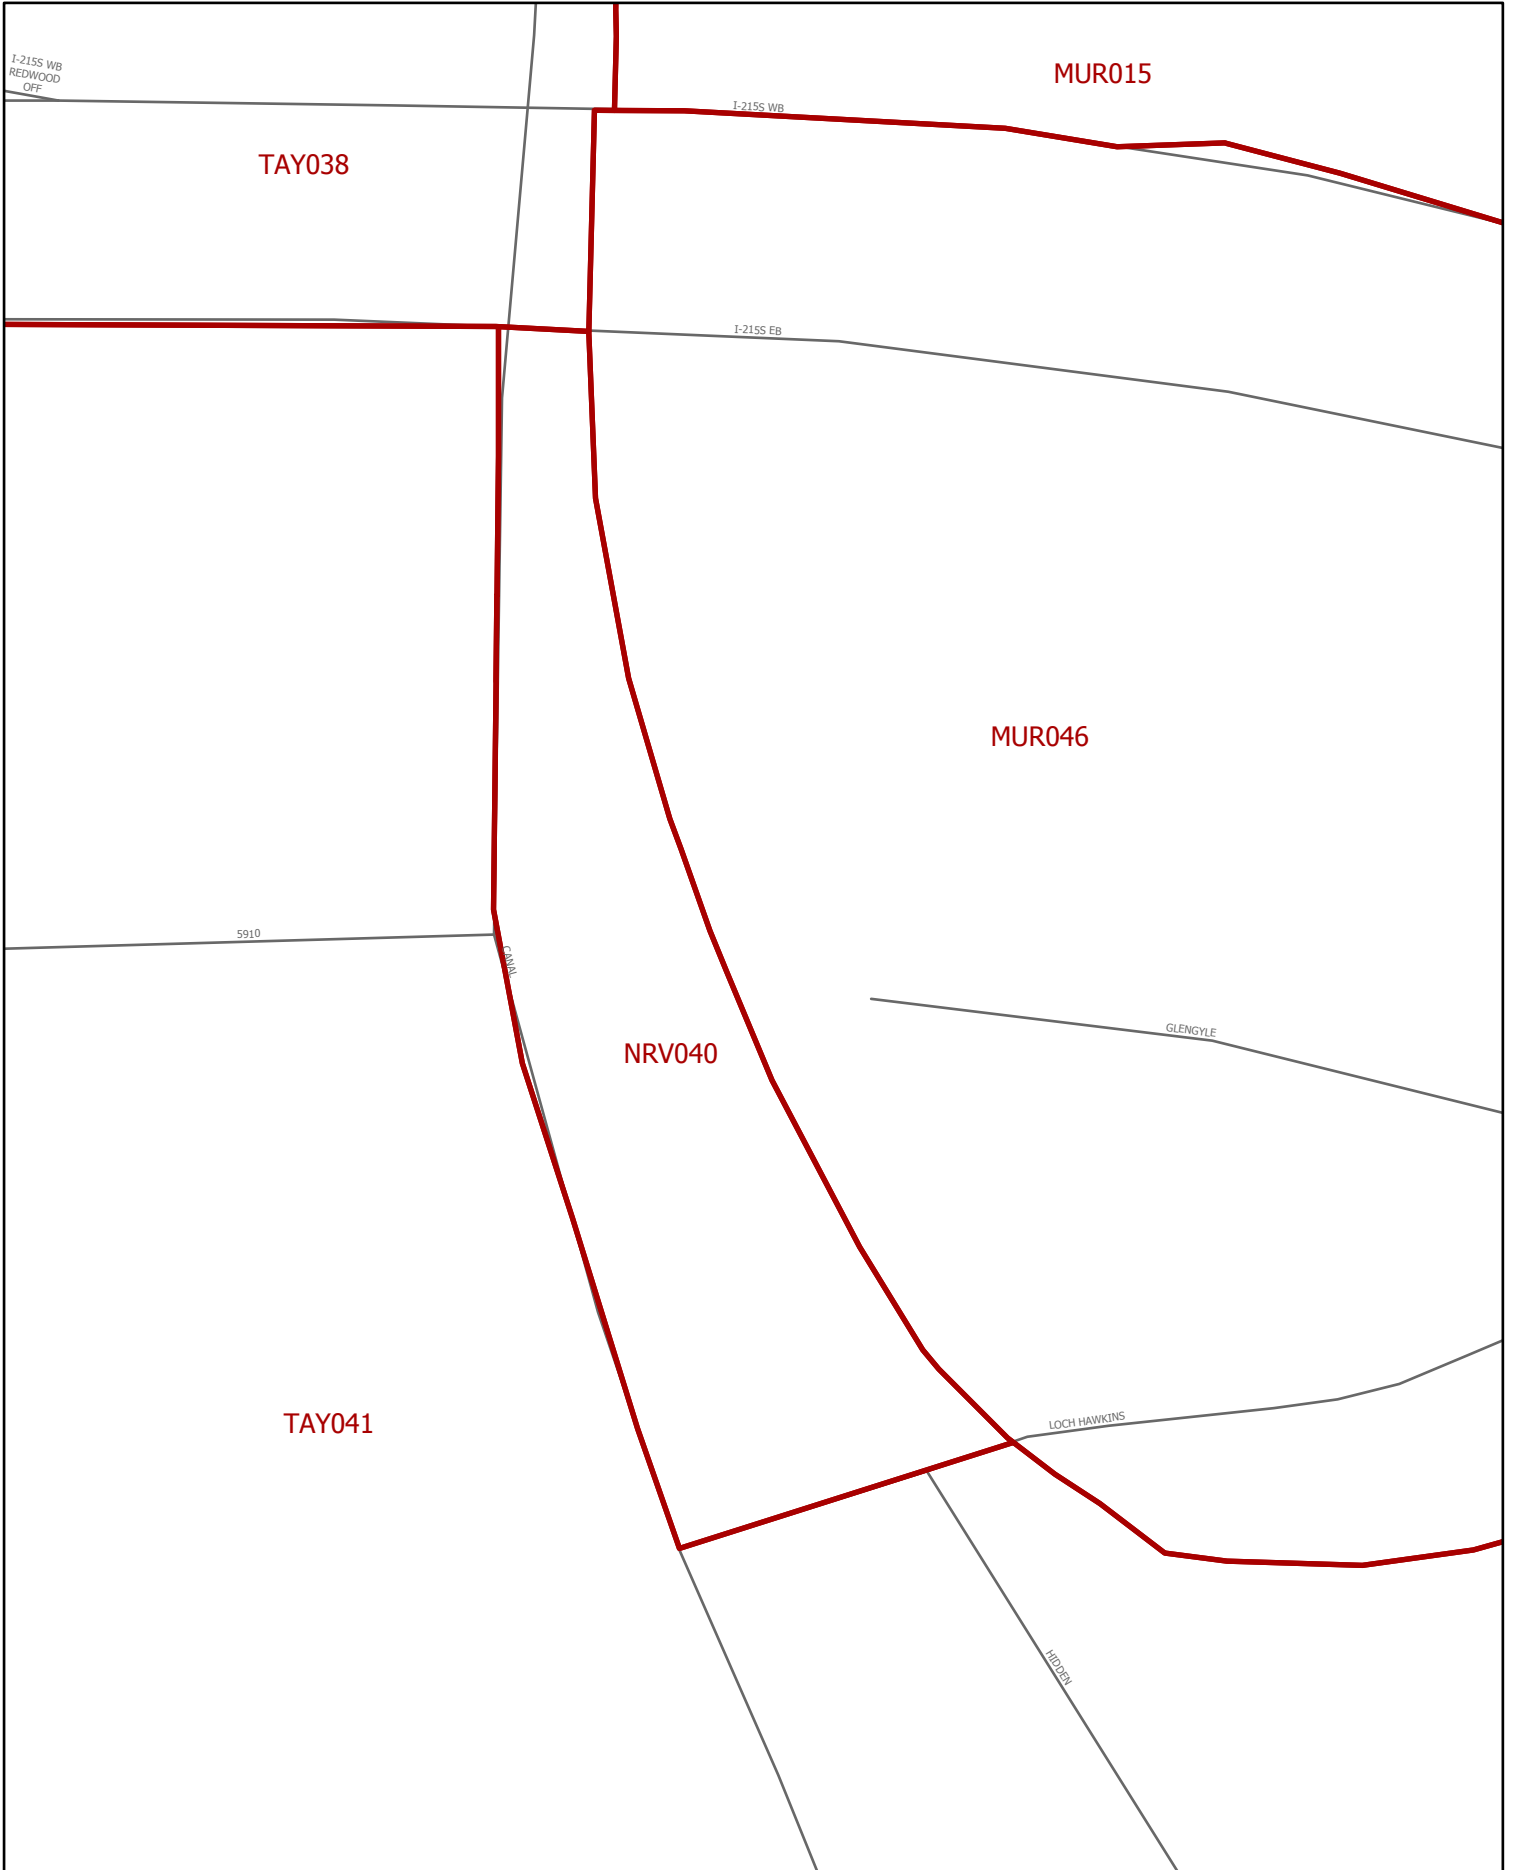 I-215S WB
REDWOOD
OFF
MUR015
I-215S WB
TAY038
I-215S EB
MUR046
5910
CANAL
GLENGYLE
NRV040
LOCH HAWKINS
TAY041
HIDDEN